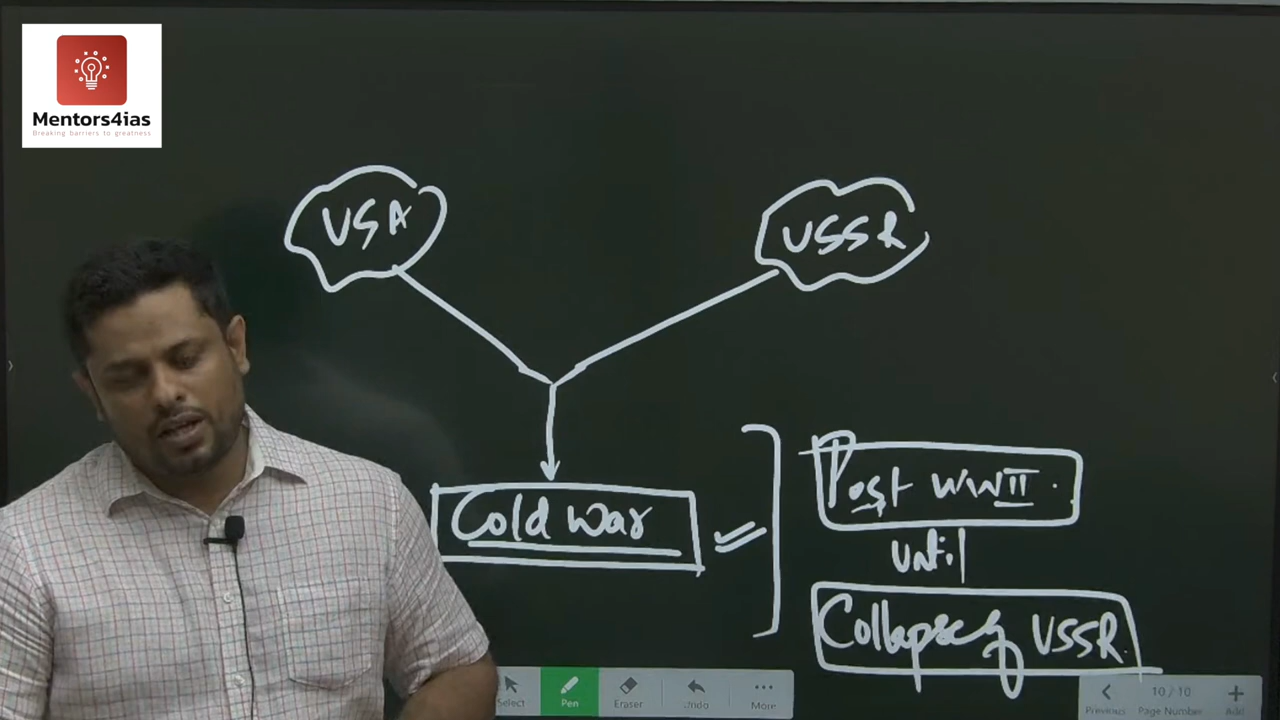 Mentors4ias
Breaking barriers to greatness
USA
USSR
Cold War
Post WWII.
Until
Collapse of USSR.
Select
Pen
Eraser
Undo
More
Previous
10 / 10
Page Number
Add